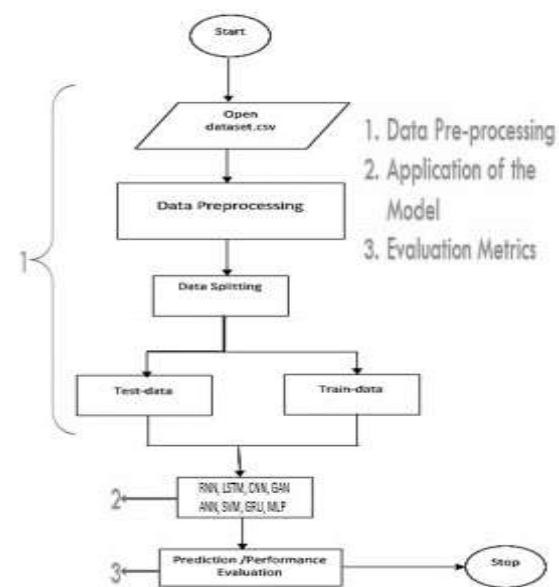 Start
Open
dataset.csv
1. Data Pre-processing
2. Application of the
Model
3. Evaluation Metrics
Data Preprocessing
1
Data Splitting
Test-data
Train-data
2
RNN, LSTM, CNN, GAN
ANN, SVM, GRU, MLP
3
Prediction /Performance
Evaluation
Stop